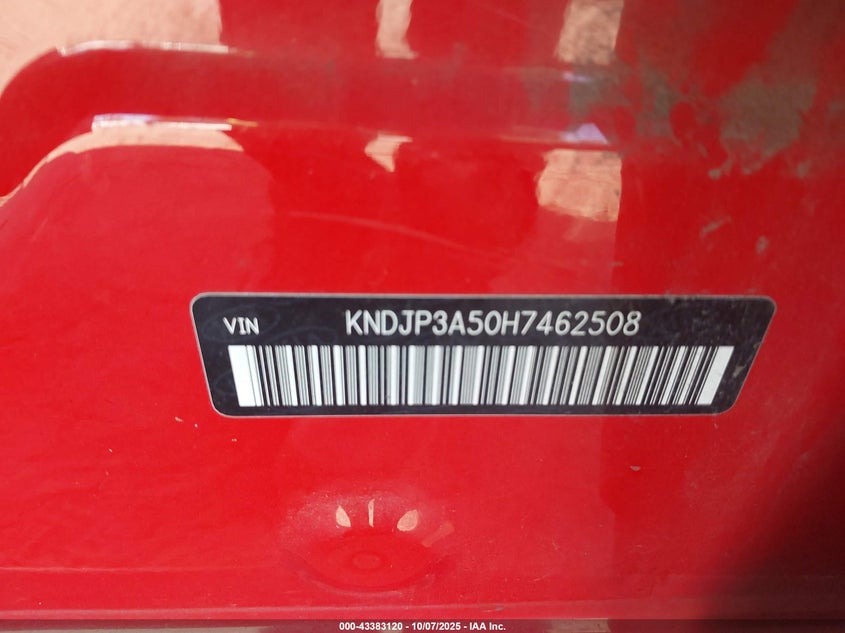 VIN KNDJP3A50H7462508
000-43383120 | 10/07/2025 - IAA Inc.